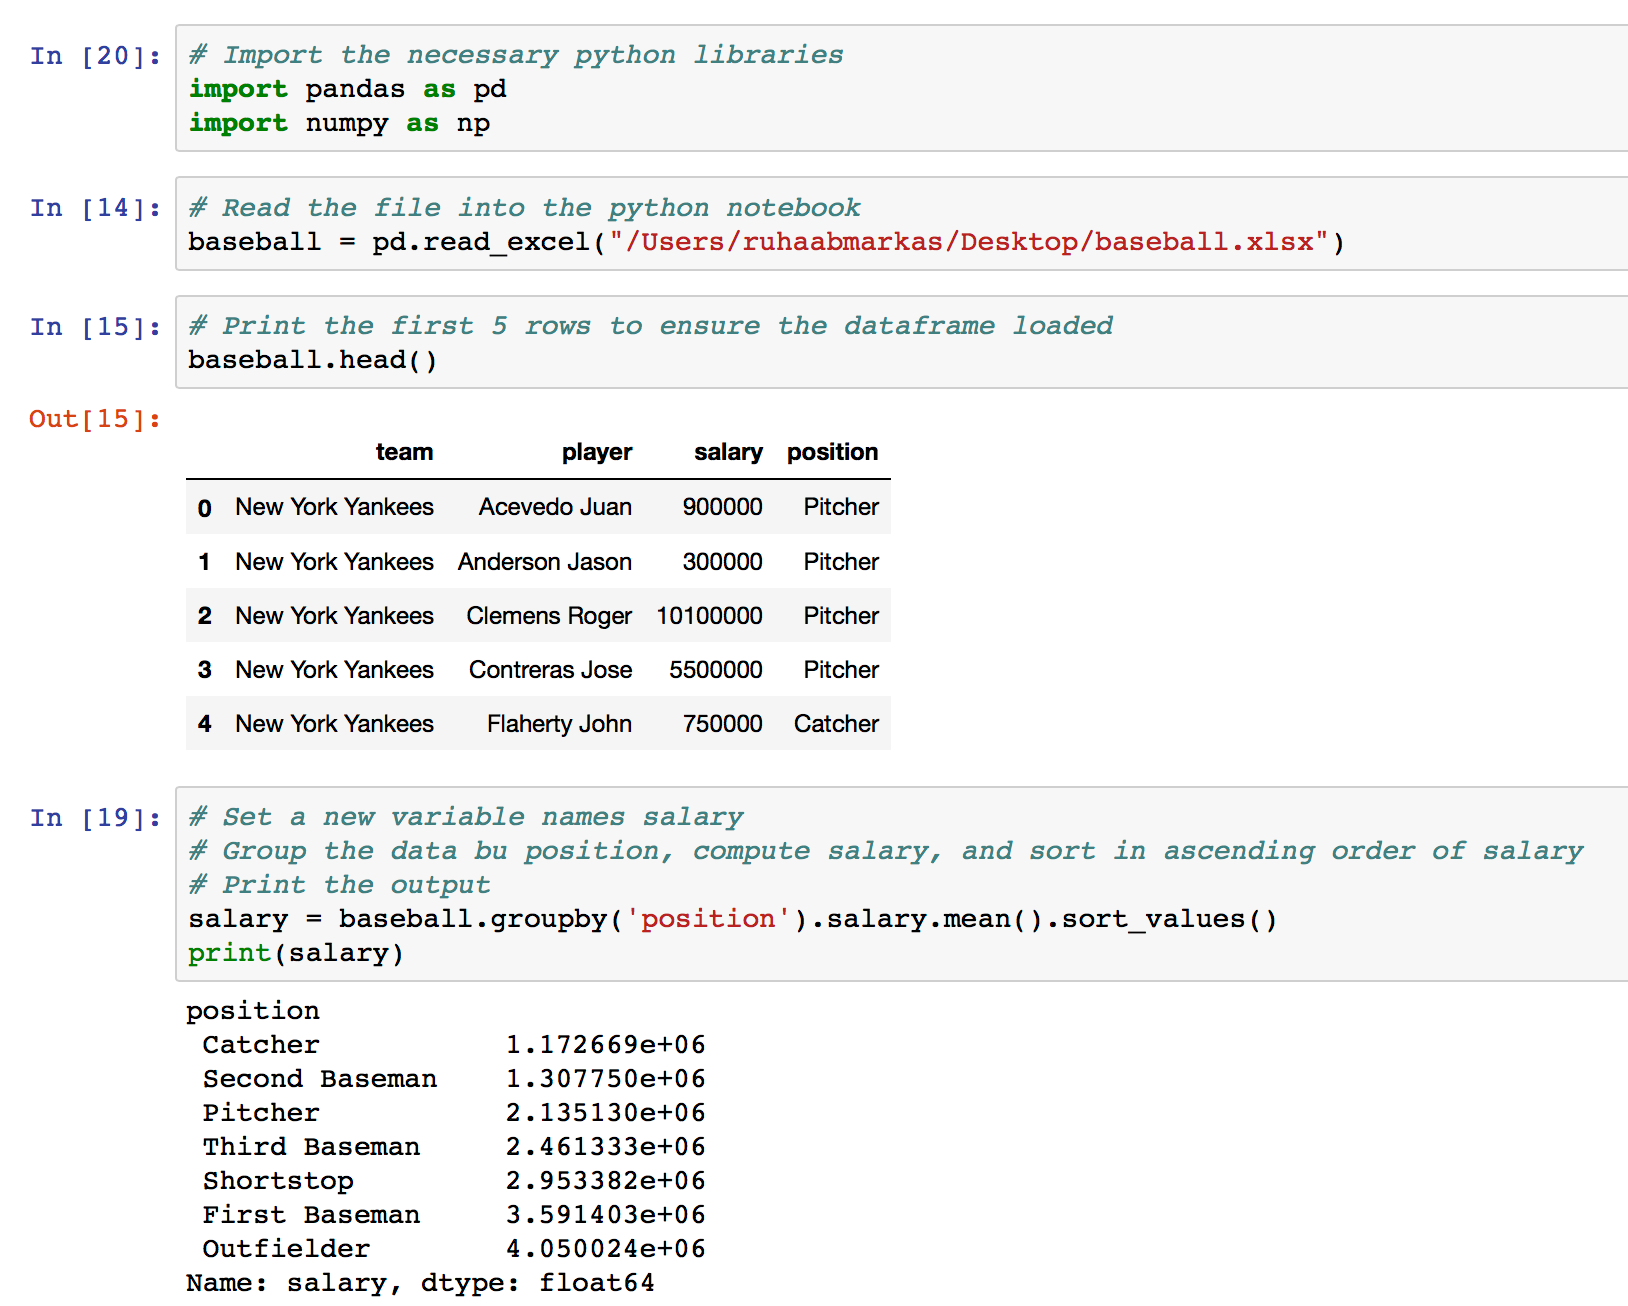 In [20]: # Import the necessary python libraries
import pandas as pd
import numpy as np
In [14]: # Read the file into the python notebook
baseball = pd.read_excel("/Users/ruhaabmarkas/Desktop/baseball.xlsx")
In [15]: # Print the first 5 rows to ensure the dataframe loaded
baseball.head()
Out[15]:
team player salary position
0 New York Yankees Acevedo Juan 900000 Pitcher
1 New York Yankees Anderson Jason 300000 Pitcher
2 New York Yankees Clemens Roger 10100000 Pitcher
3 New York Yankees Contreras Jose 5500000 Pitcher
4 New York Yankees Flaherty John 750000 Catcher
In [19]: # Set a new variable names salary
# Group the data bu position, compute salary, and sort in ascending order of salary
# Print the output
salary = baseball.groupby('position').salary.mean().sort_values()
print(salary)
position
Catcher 1.172669e+06
Second Baseman 1.307750e+06
Pitcher 2.135130e+06
Third Baseman 2.461333e+06
Shortstop 2.953382e+06
First Baseman 3.591403e+06
Outfielder 4.050024e+06
Name: salary, dtype: float64